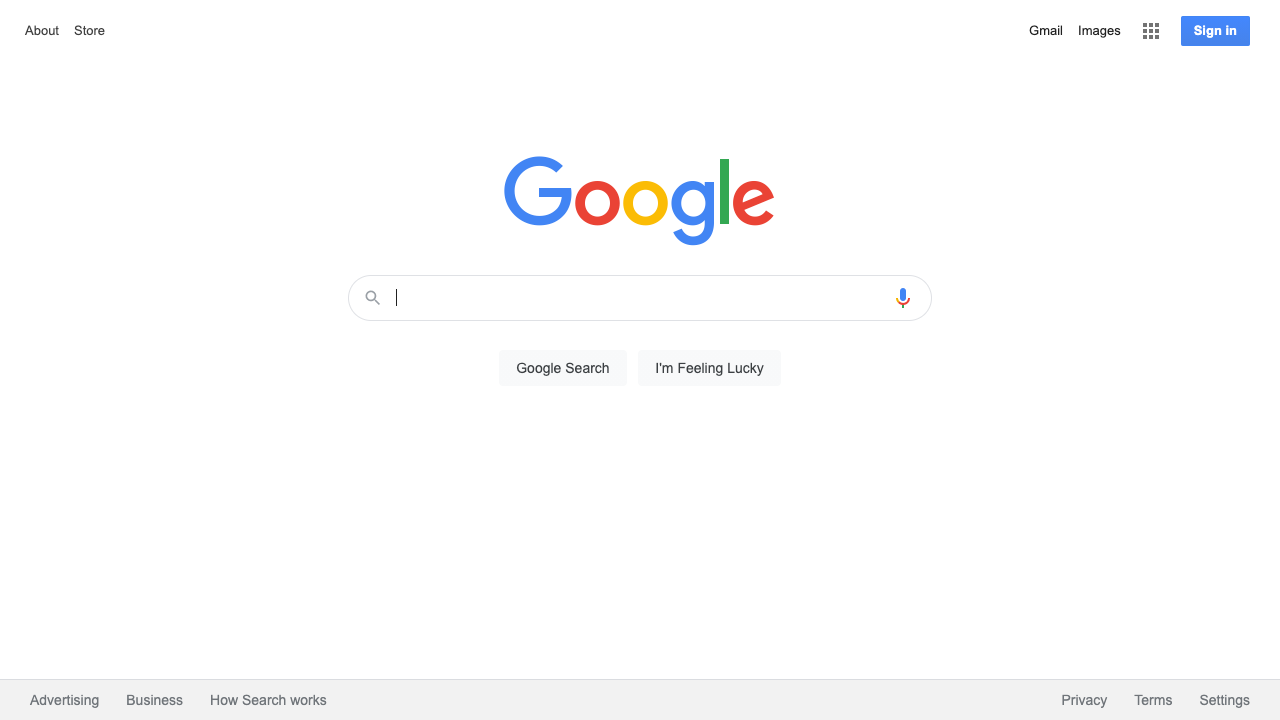 About Store Gmail Images Sign in
Google
Google Search I'm Feeling Lucky
Advertising Business How Search works Privacy Terms Settings